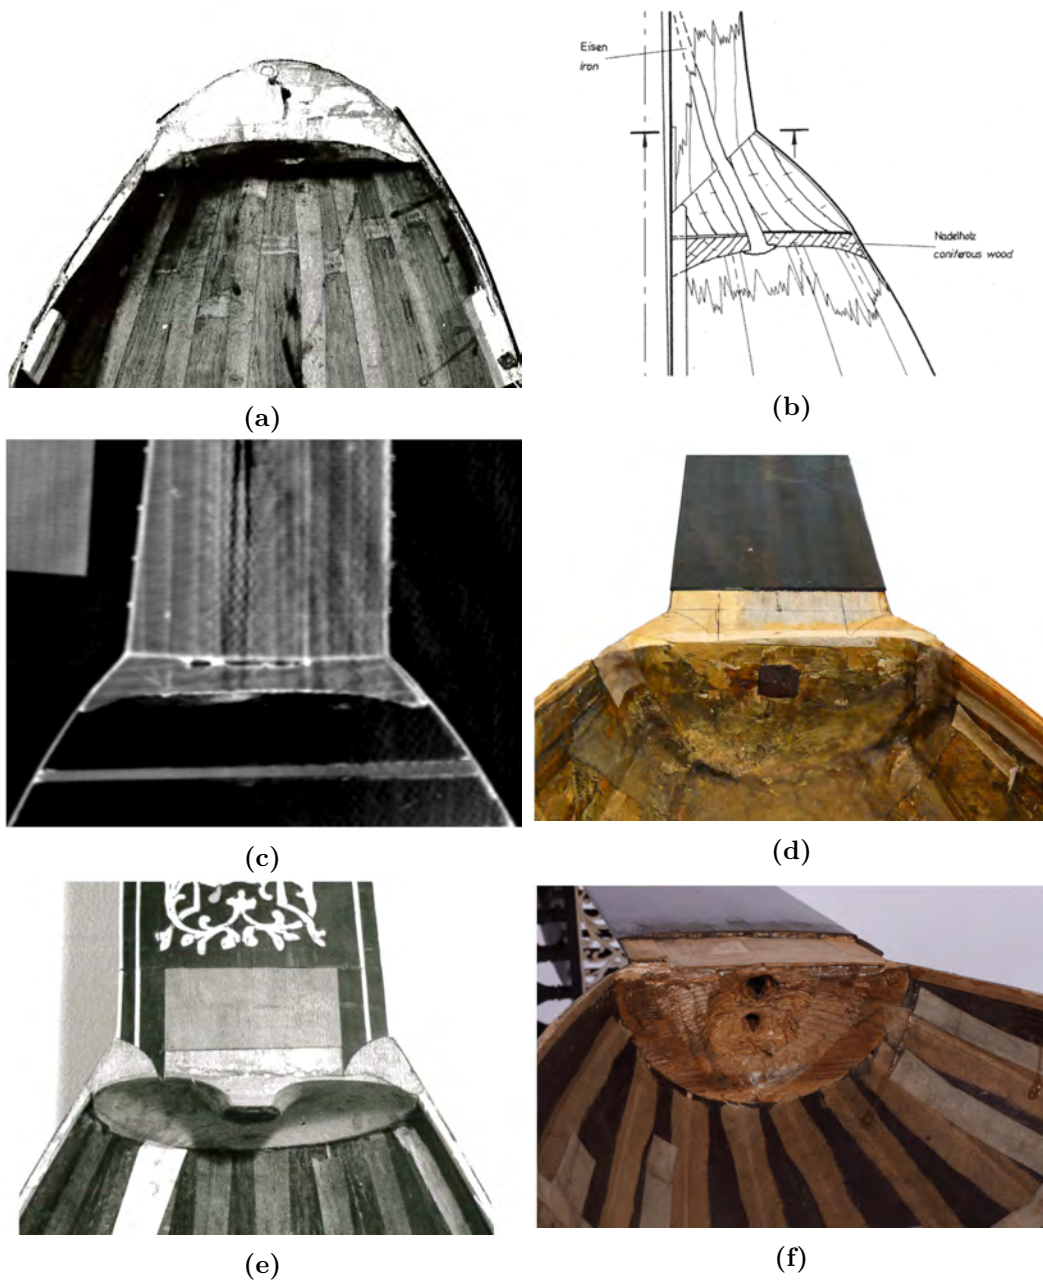 Eisen
iron
Nadelholz
coniferous wood
(a)
(b)
(c)
(d)
(e)
(f)